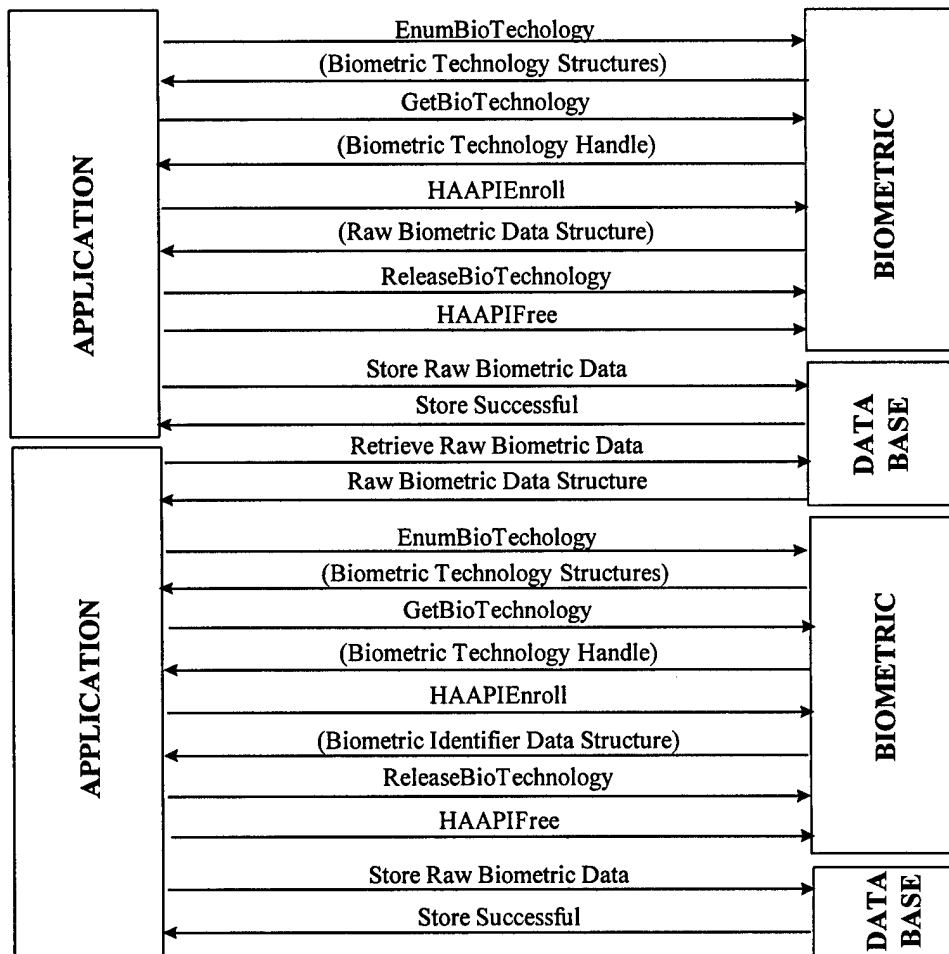 EnumBioTechology
(Biometric Technology Structures)
GetBioTechnology
(Biometric Technology Handle)
HAAPIEnroll
(Raw Biometric Data Structure)
ReleaseBioTechnology
HAAPIFree
APPLICATION
BIOMETRIC
Store Raw Biometric Data
Store Successful
Retrieve Raw Biometric Data
Raw Biometric Data Structure
DATA
BASE
EnumBioTechology
(Biometric Technology Structures)
GetBioTechnology
(Biometric Technology Handle)
HAAPIEnroll
(Biometric Identifier Data Structure)
ReleaseBioTechnology
HAAPIFree
APPLICATION
BIOMETRIC
Store Raw Biometric Data
Store Successful
DATA
BASE